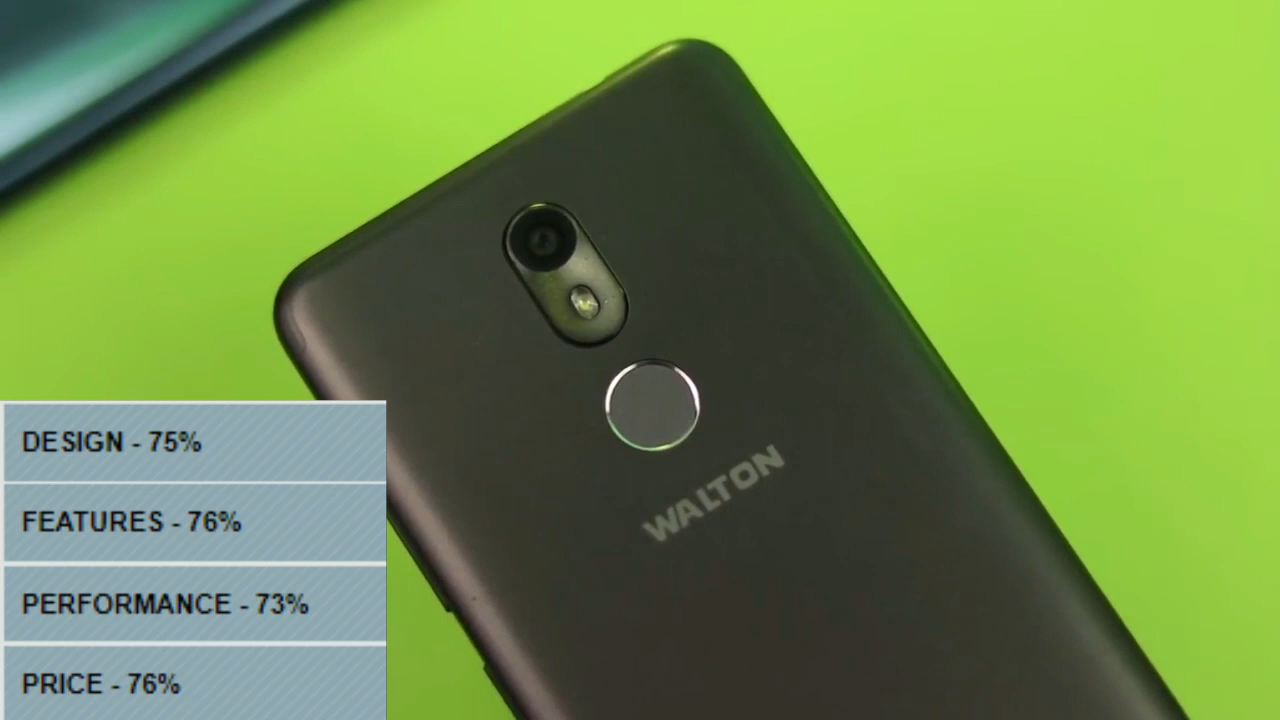 WALTON
DESIGN - 75%
FEATURES - 76%
PERFORMANCE - 73%
PRICE - 76%